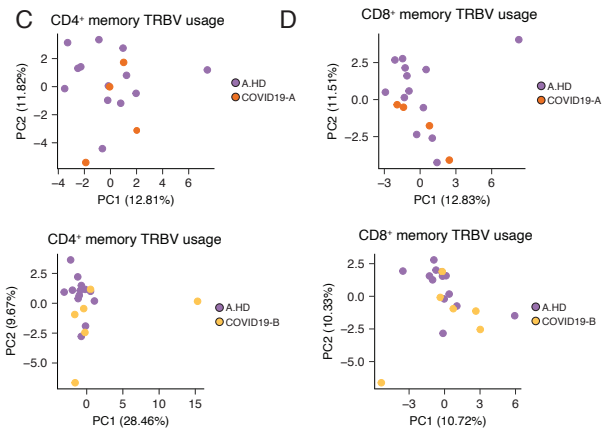 C
CD4⁺ memory TRBV usage
2
0
−2
−4
PC2 (11.82%)
−4 −2 0 2 4 6
PC1 (12.81%)
A.HD
COVID19-A
D
CD8⁺ memory TRBV usage
2.5
0.0
−2.5
PC2 (11.51%)
−3 0 3 6
PC1 (12.83%)
A.HD
COVID19-A
CD4⁺ memory TRBV usage
2.5
0.0
−2.5
−5.0
PC2 (9.67%)
0 5 10 15
PC1 (28.46%)
A.HD
COVID19-B
CD8⁺ memory TRBV usage
2.5
0.0
−2.5
−5.0
PC2 (10.33%)
−3 0 3 6
PC1 (10.72%)
A.HD
COVID19-B